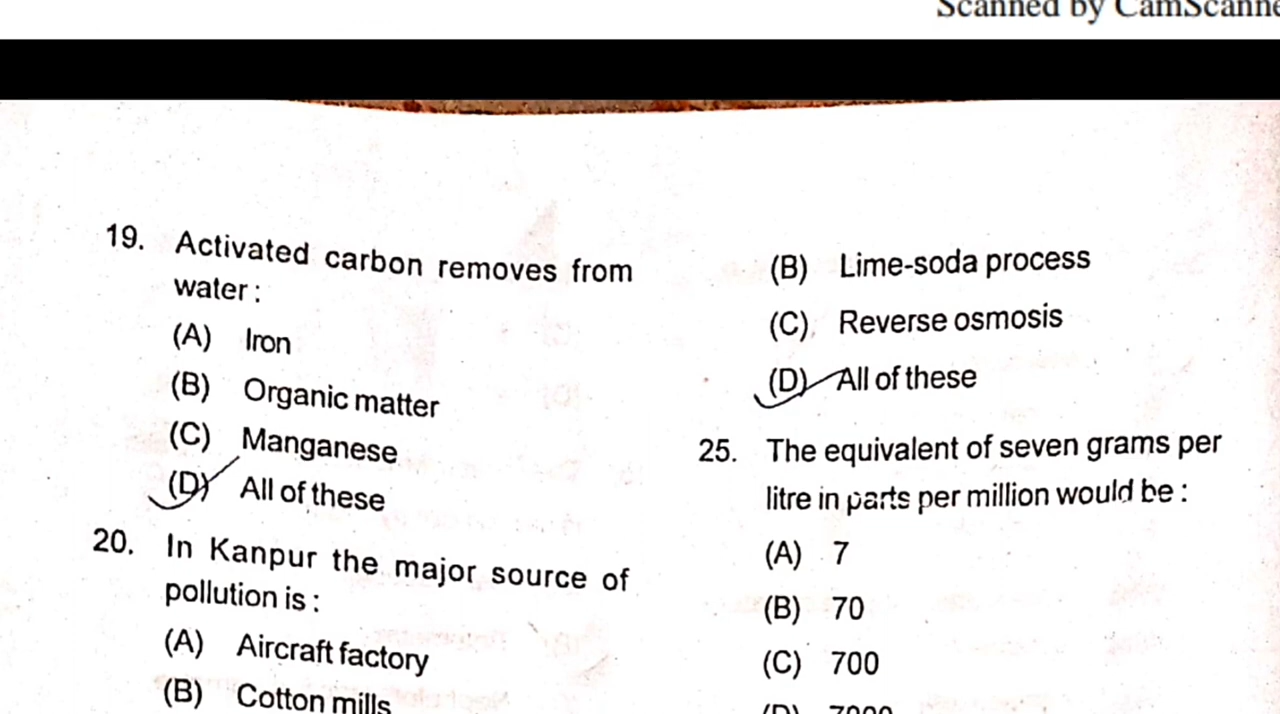 Scanned by CamScanne
19. Activated carbon removes from
water :
(A) Iron
(B) Organic matter
(C) Manganese
(D) All of these
20. In Kanpur the major source of
pollution is :
(A) Aircraft factory
(B) Cotton mills
(B) Lime-soda process
(C) Reverse osmosis
(D) All of these
25. The equivalent of seven grams per
litre in parts per million would be :
(A) 7
(B) 70
(C) 700
(D) 7000